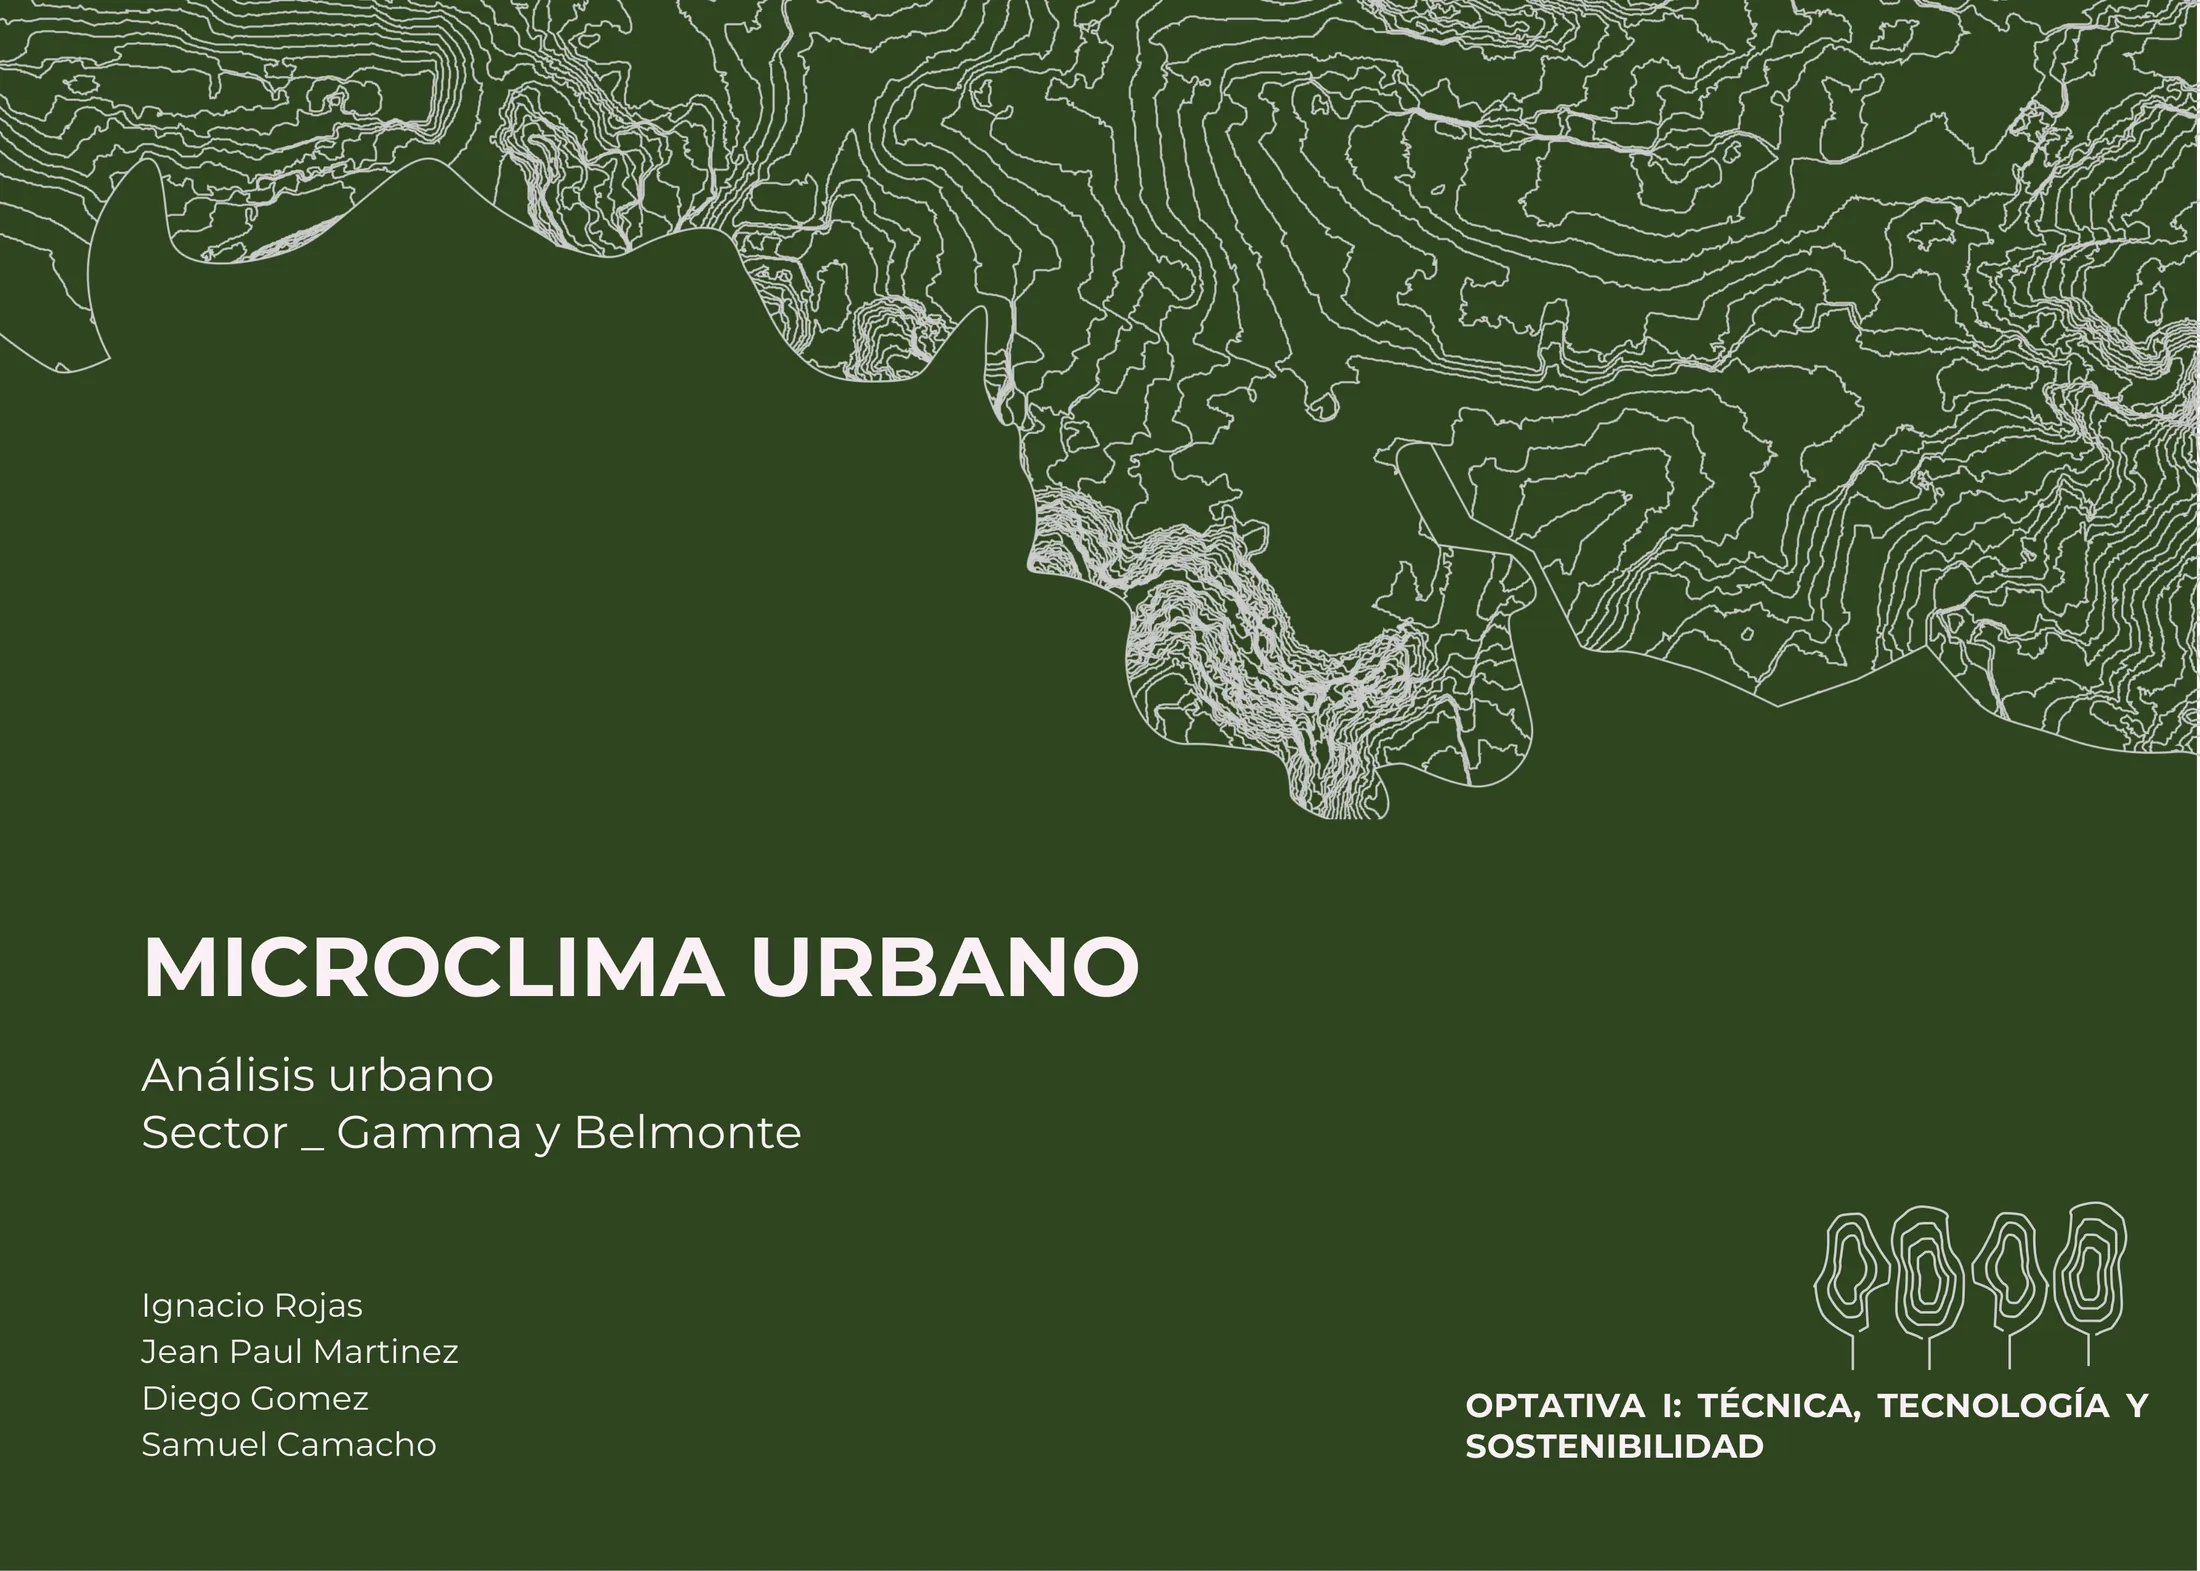 MICROCLIMA URBANO
Análisis urbano
Sector _ Gamma y Belmonte
Ignacio Rojas
Jean Paul Martinez
Diego Gomez
Samuel Camacho
OPTATIVA I: TÉCNICA, TECNOLOGÍA Y
SOSTENIBILIDAD